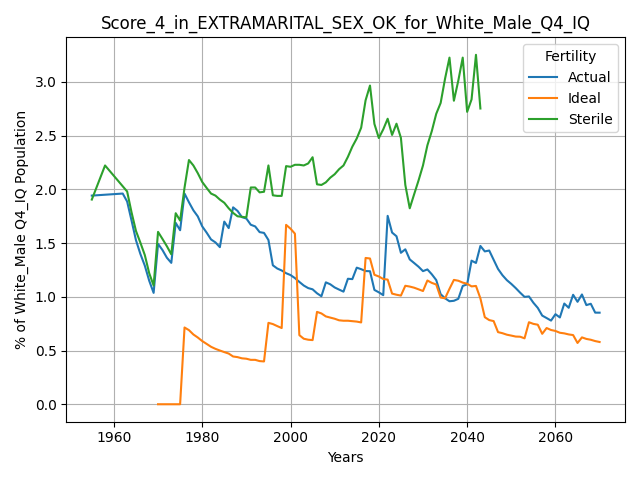 Score_4_in_EXTRAMARITAL_SEX_OK_for_White_Male_Q4_IQ
Fertility
Actual
Ideal
Sterile
% of White_Male Q4_IQ Population
3.0
2.5
2.0
1.5
1.0
0.5
0.0
1960 1980 2000 2020 2040 2060
Years